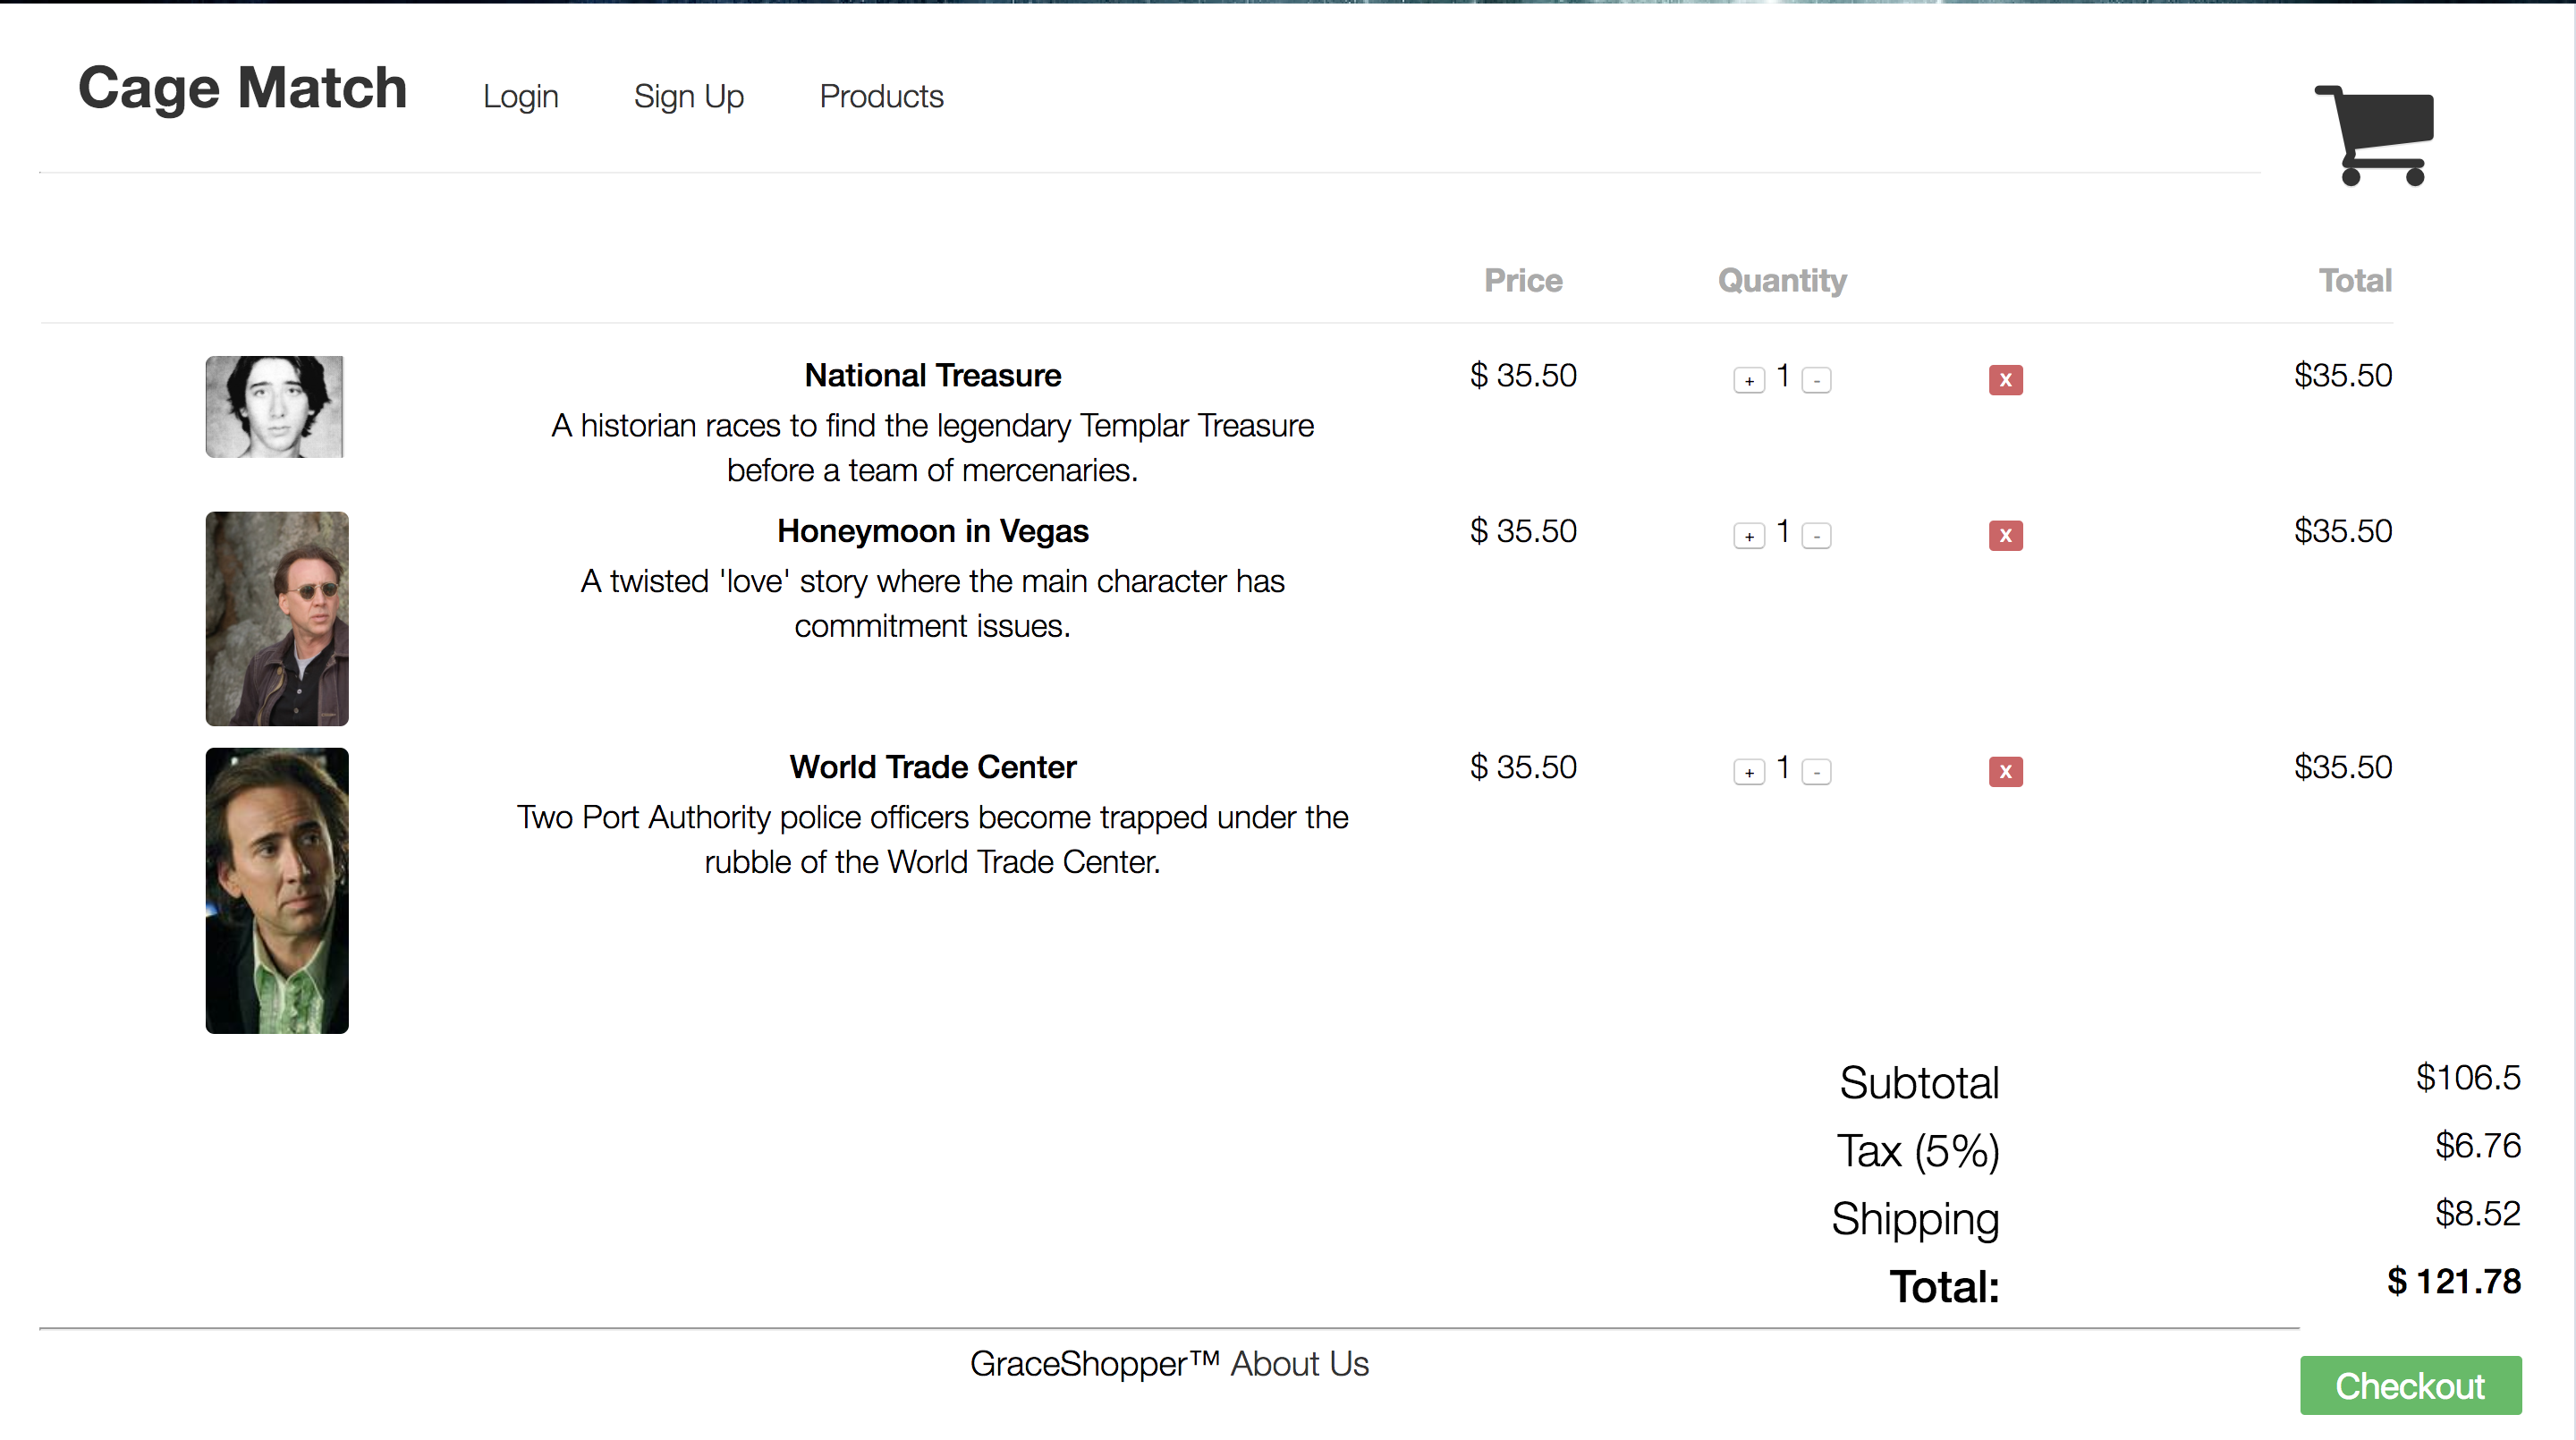 Cage Match Login Sign Up Products
Price Quantity Total
National Treasure $ 35.50 + 1 - x $35.50
A historian races to find the legendary Templar Treasure
before a team of mercenaries.
Honeymoon in Vegas $ 35.50 + 1 - x $35.50
A twisted 'love' story where the main character has
commitment issues.
World Trade Center $ 35.50 + 1 - x $35.50
Two Port Authority police officers become trapped under the
rubble of the World Trade Center.
Subtotal $106.5
Tax (5%) $6.76
Shipping $8.52
Total: $ 121.78
GraceShopper™ About Us
Checkout